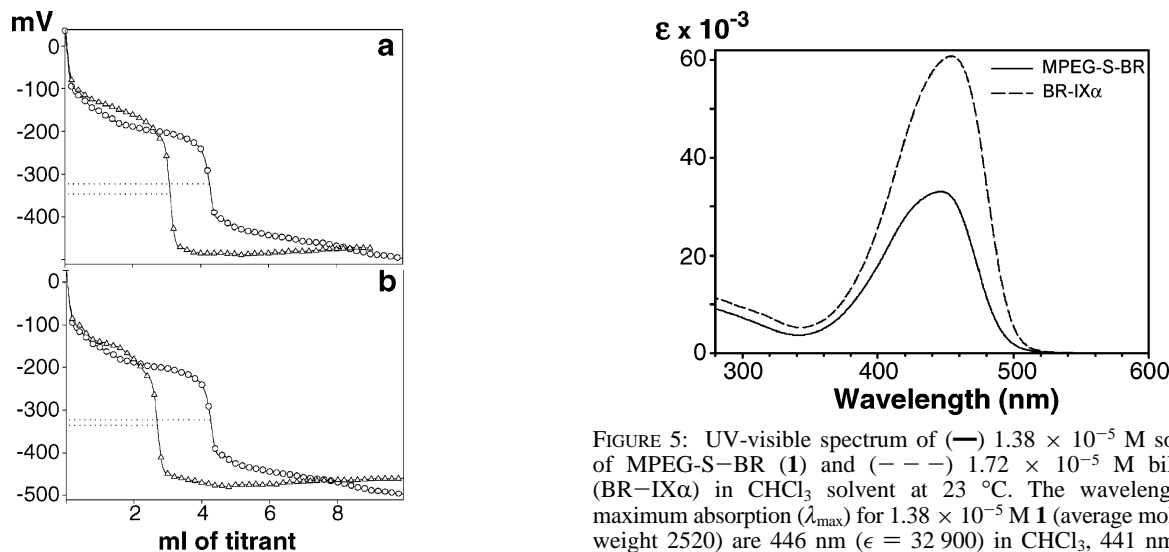 mV
a
0
-100
-200
-300
-400
b
0
-100
-200
-300
-400
-500
2 4 6 8
ml of titrant
ε x 10⁻³
60
40
20
0
MPEG-S-BR
BR-IXα
300 400 500 600
Wavelength (nm)
FIGURE 5: UV-visible spectrum of (━) 1.38 × 10⁻⁵ M
of MPEG-S−BR (1) and (− − −) 1.72 × 10⁻⁵ M
(BR−IXα) in CHCl₃ solvent at 23 °C. The
maximum absorption (λmax) for 1.38 × 10⁻⁵ M 1 (average
weight 2520) are 446 nm (ϵ = 32 900) in CHCl₃, 441 nm